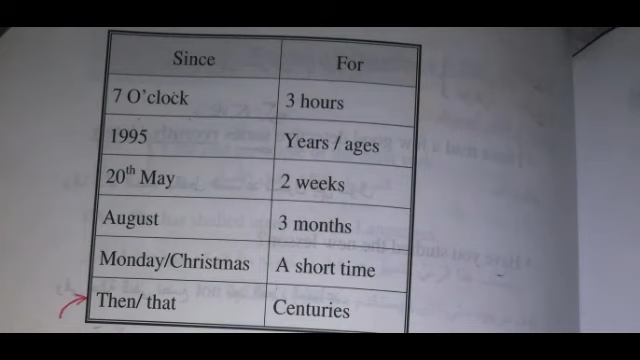 Since For
7 O'clock 3 hours
1995 Years / ages
20th May 2 weeks
August 3 months
Monday/Christmas A short time
Then/ that Centuries